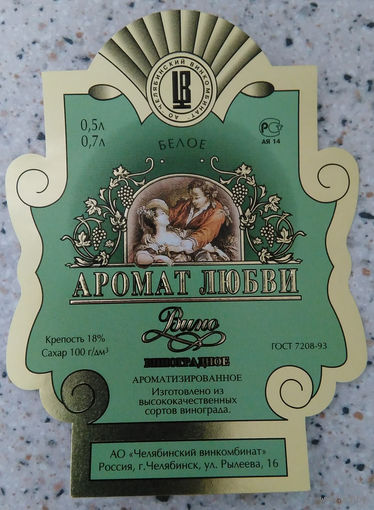 АО ЧЕЛЯБИНСКИЙ ВИНКОМБИНАТ
0,5л
0,7л
БЕЛОЕ
РС
АЯ 14
АРОМАТ ЛЮБВИ
Вино
ВИНОГРАДНОЕ
АРОМАТИЗИРОВАННОЕ
Крепость 18%
Сахар 100 г/дм³
ГОСТ 7208-93
Изготовлено из
высококачественных
сортов винограда.
АО «Челябинский винкомбинат»
Россия, г.Челябинск, ул. Рылеева, 16